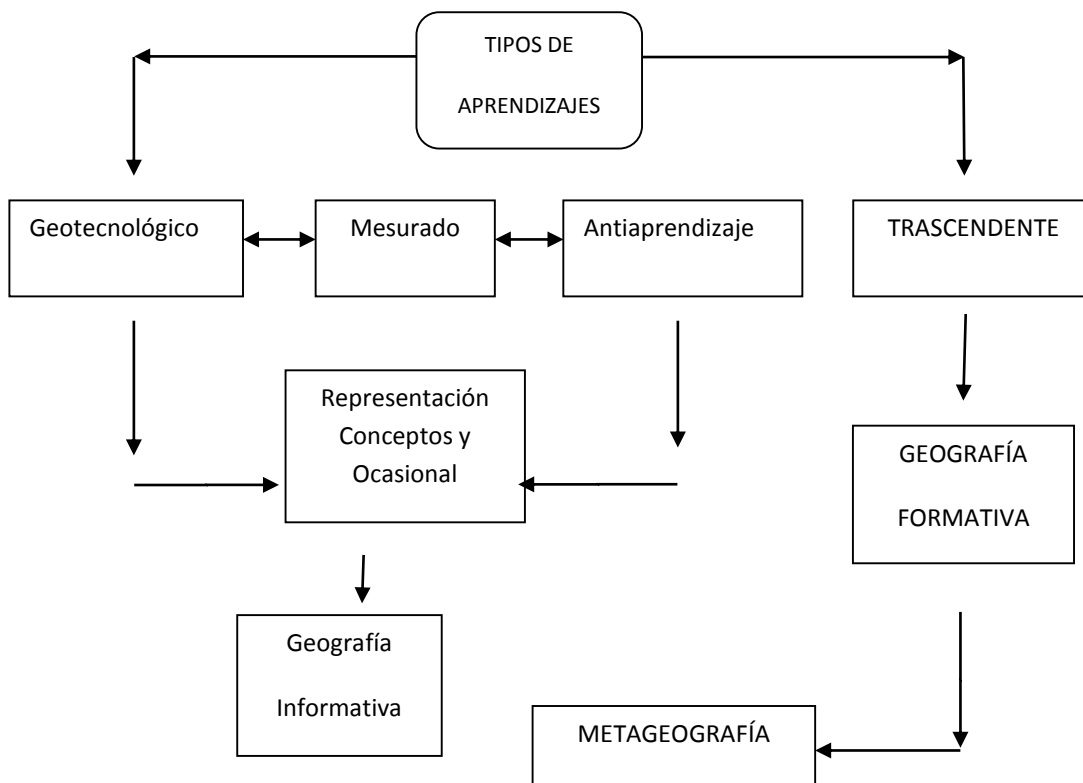 TIPOS DE
APRENDIZAJES
Geotecnológico
Mesurado
Antiaprendizaje
TRASCENDENTE
Representación
Conceptos y
Ocasional
GEOGRAFÍA
FORMATIVA
Geografía
Informativa
METAGEOGRAFÍA